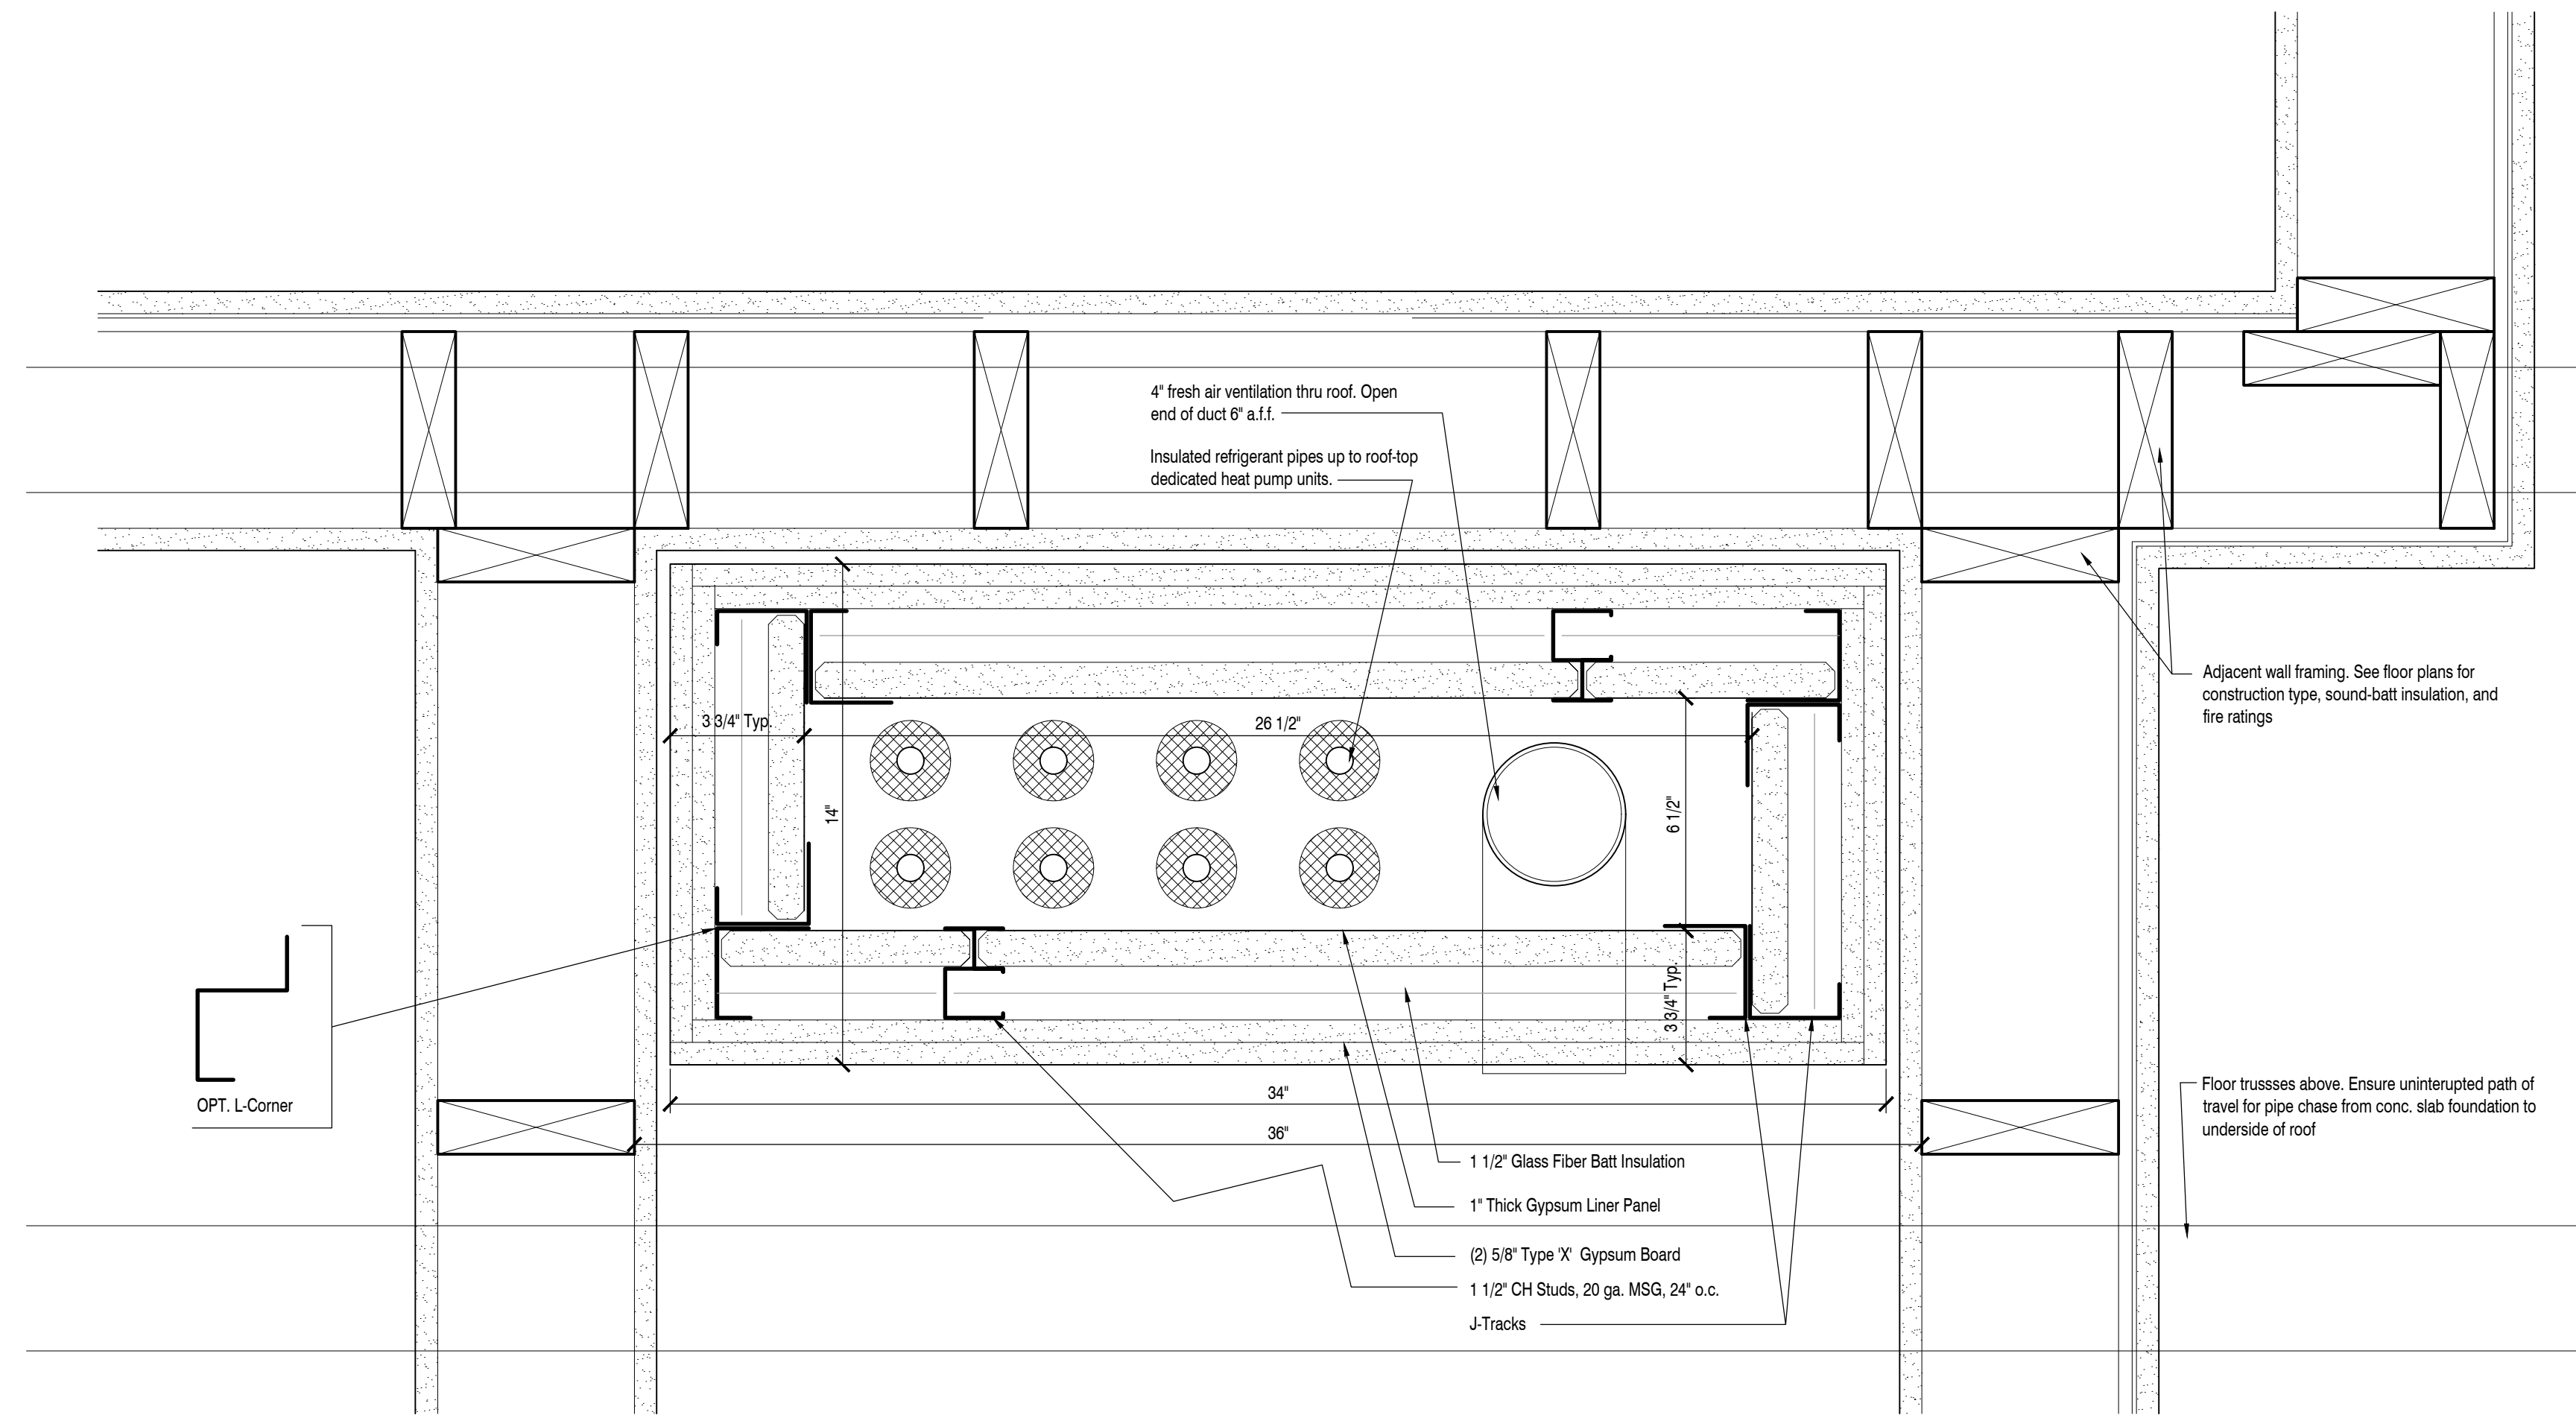 4" fresh air ventilation thru roof. Open
end of duct 6" a.f.f.
Insulated refrigerant pipes up to roof-top
dedicated heat pump units.
Adjacent wall framing. See floor plans for
construction type, sound-batt insulation, and
fire ratings
3 3/4" Typ.
26 1/2"
14"
6 1/2"
3 3/4" Typ.
OPT. L-Corner
34"
36"
Floor trussses above. Ensure uninterupted path of
travel for pipe chase from conc. slab foundation to
underside of roof
1 1/2" Glass Fiber Batt Insulation
1" Thick Gypsum Liner Panel
(2) 5/8" Type 'X' Gypsum Board
1 1/2" CH Studs, 20 ga. MSG, 24" o.c.
J-Tracks